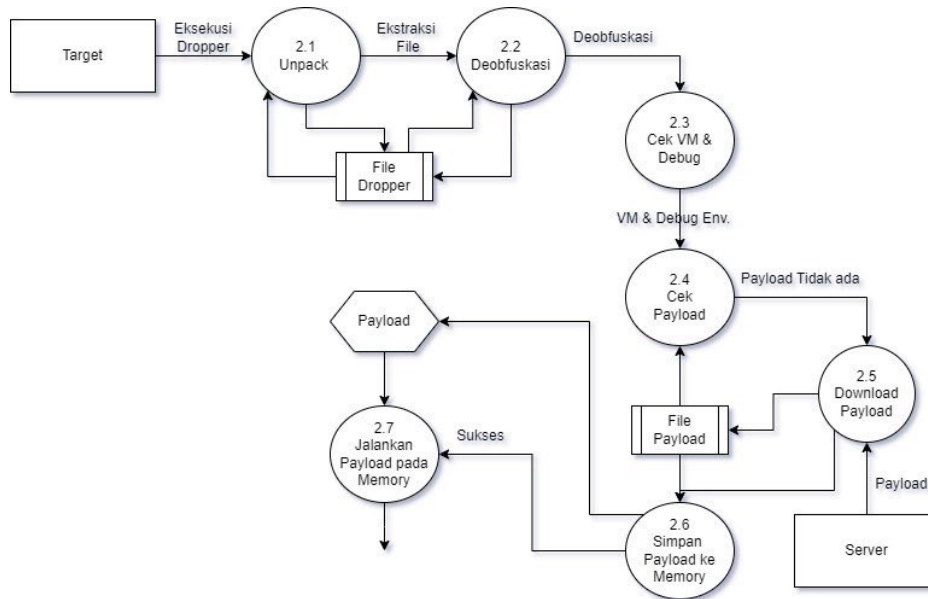 Target
Eksekusi
Dropper
2.1
Unpack
Ekstraksi
File
2.2
Deobfuskasi
Deobfuskasi
2.3
Cek VM &
Debug
File
Dropper
VM & Debug Env.
2.4
Cek
Payload
Payload Tidak ada
2.5
Download
Payload
File
Payload
Payload
2.7
Jalankan
Payload pada
Memory
Sukses
2.6
Simpan
Payload ke
Memory
Payload
Server